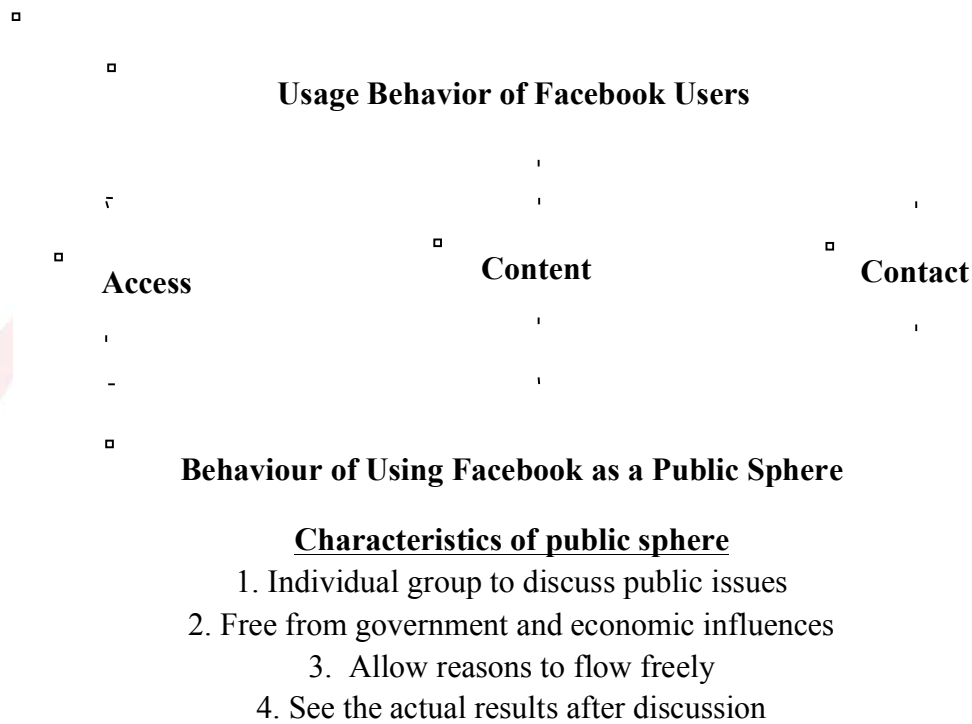 Usage Behavior of Facebook Users
Access
Content
Contact
Behaviour of Using Facebook as a Public Sphere
Characteristics of public sphere
1. Individual group to discuss public issues
2. Free from government and economic influences
3. Allow reasons to flow freely
4. See the actual results after discussion